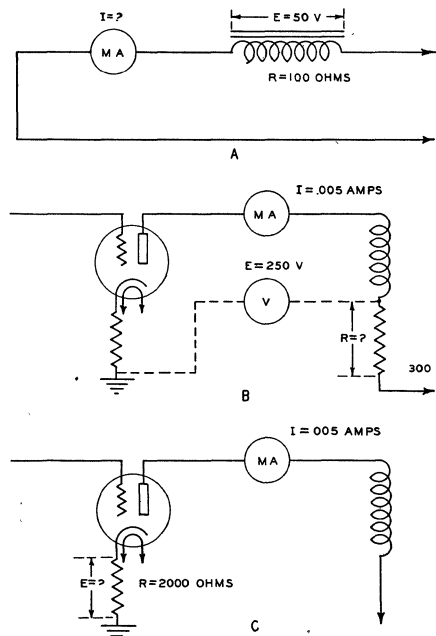 I=?
E=50 V
MA
R=100 OHMS
A
I=.005 AMPS
MA
E=250 V
V
R=?
300
B
I=005 AMPS
MA
E=?
R=2000 OHMS
C